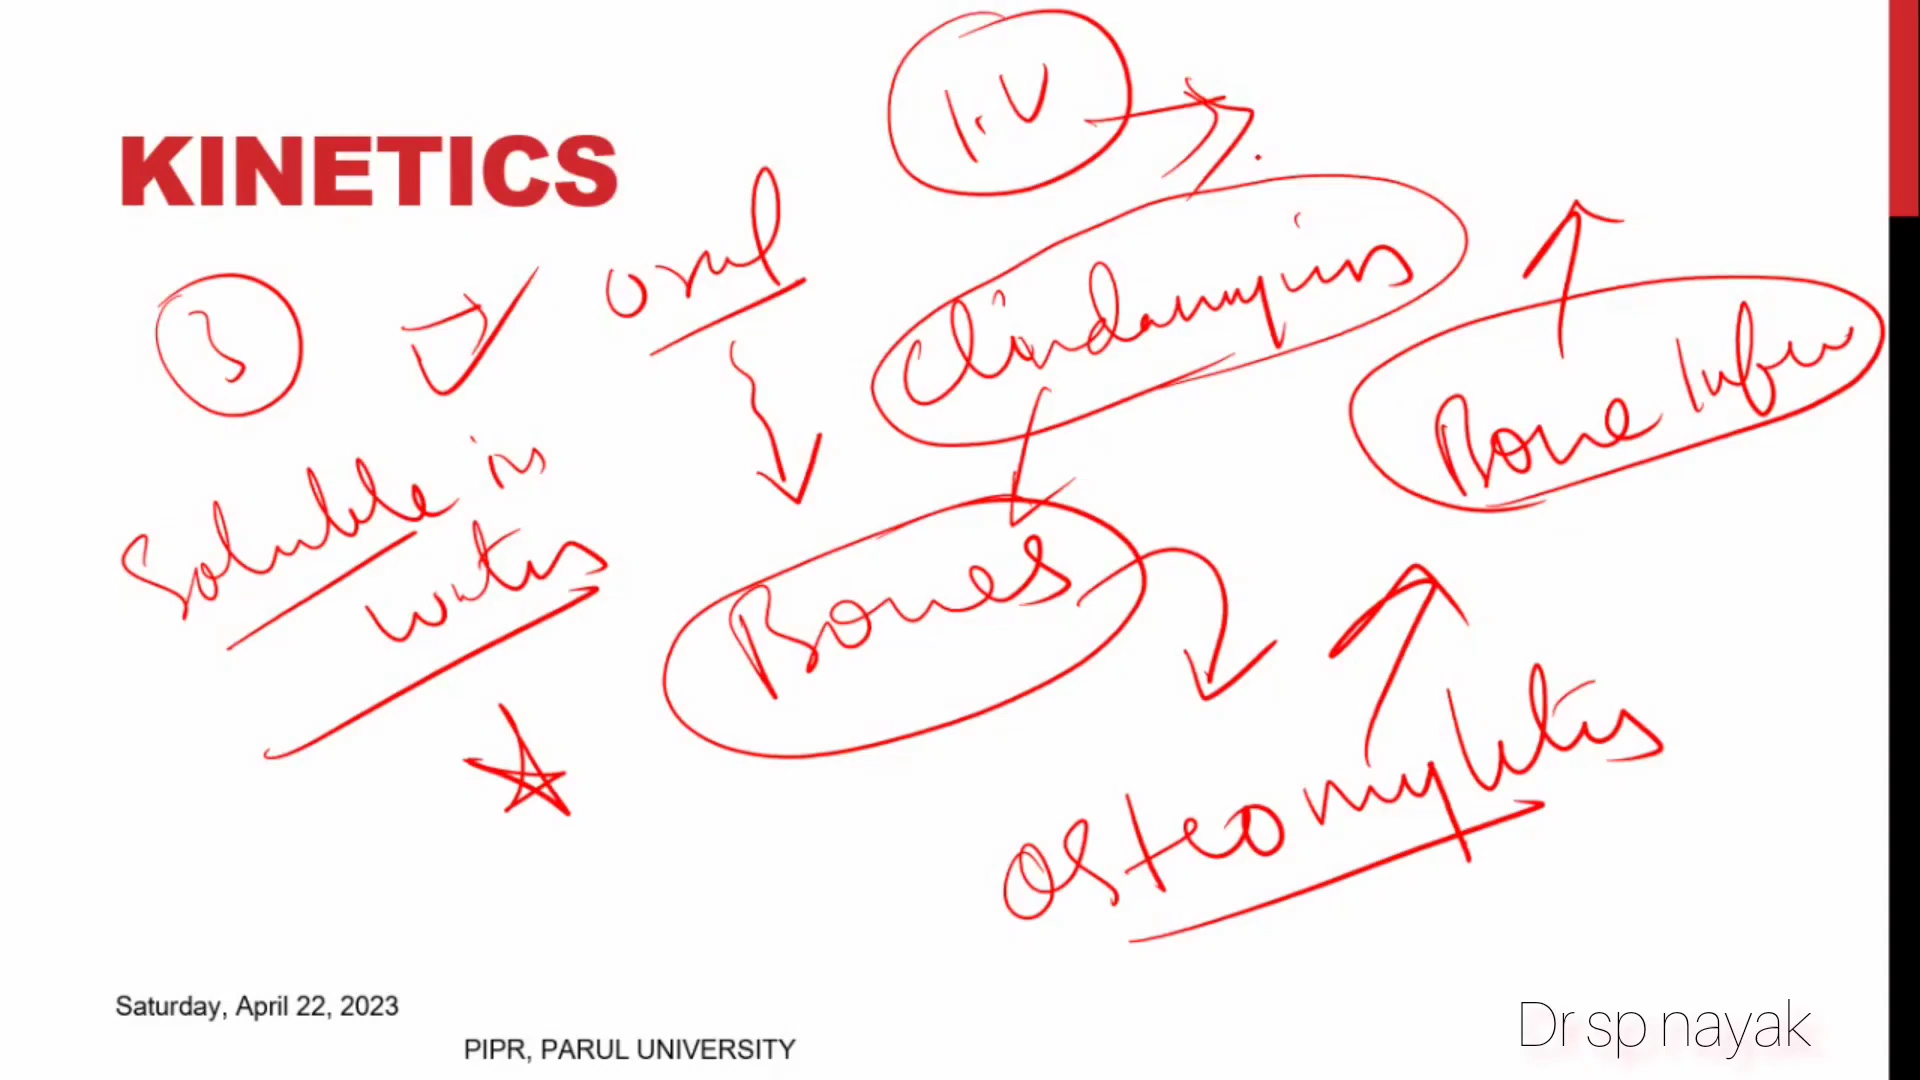 I.V
KINETICS
oral
Clindamycin
3
Bone Infec
Soluble in
water
Bones
Osteomyletis
Saturday, April 22, 2023
PIPR, PARUL UNIVERSITY
Dr sp nayak